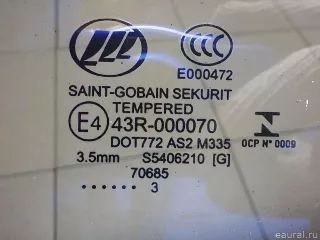 CCC
E000472
SAINT-GOBAIN SEKURIT
TEMPERED
E4 43R-000070
DOT772 AS2 M335
OCP Nº 0009
3.5mm S5406210 [G]
70685
....... 3
eaural.ru